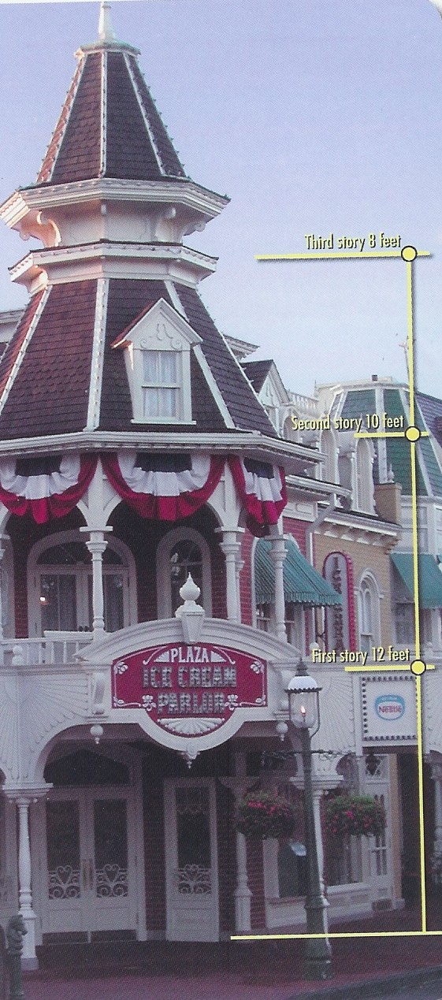 Third story 8 feet
Second story 10 feet
First story 12 feet
PLAZA
ICE CREAM
PARLOR
Nestlé